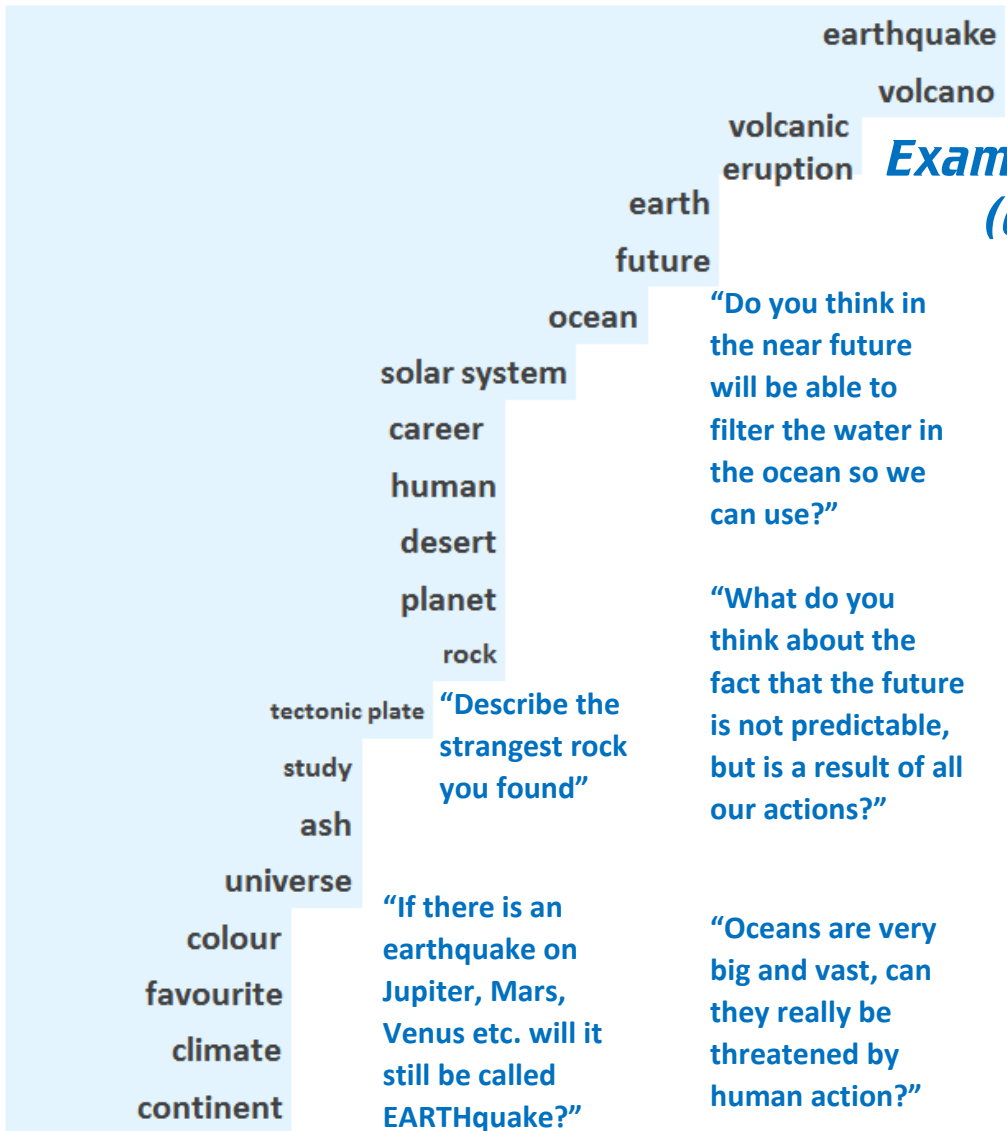 earthquake
volcano
volcanic
eruption
Exam
earth
future
ocean
solar system
career
human
desert
planet
rock
tectonic plate
study
ash
universe
colour
favourite
climate
continent
“Do you think in
the near future
will be able to
filter the water in
the ocean so we
can use?”
“What do you
think about the
fact that the future
is not predictable,
but is a result of all
our actions?”
“Describe the
strangest rock
you found”
“If there is an
earthquake on
Jupiter, Mars,
Venus etc. will it
still be called
EARTHquake?”
“Oceans are very
big and vast, can
they really be
threatened by
human action?”